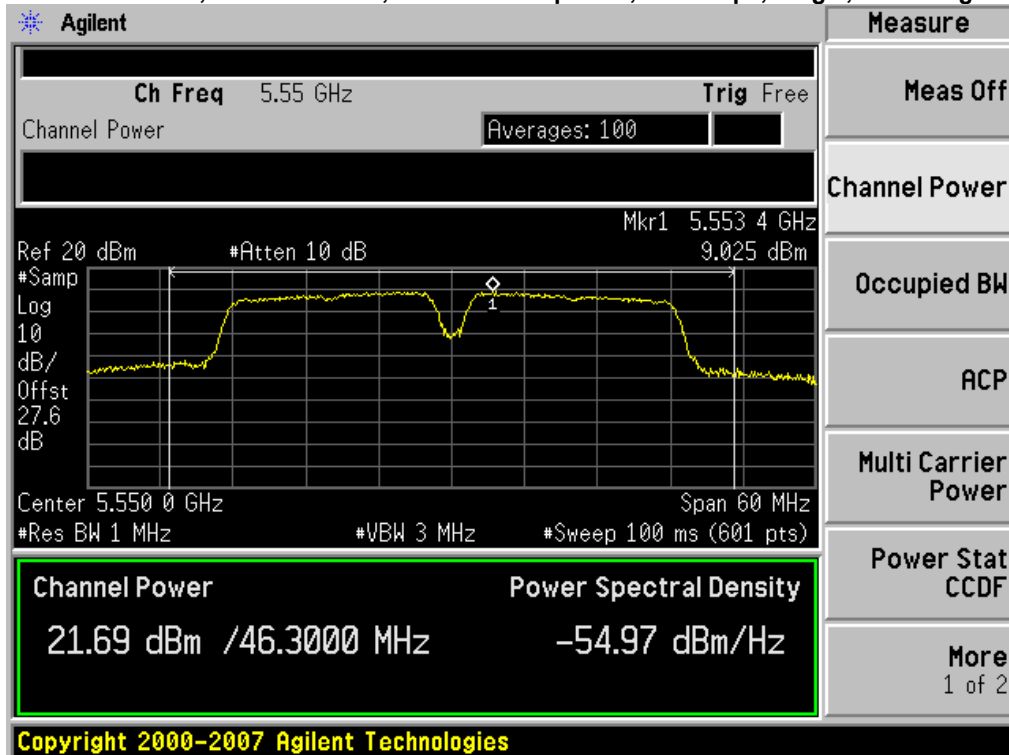 Agilent
Measure
Ch Freq 5.55 GHz
Trig Free
Meas Off
Channel Power
Averages: 100
Channel Power
Mkr1 5.553 4 GHz
Ref 20 dBm #Atten 10 dB 9.025 dBm
#Samp
Log
10
dB/
Offst
27.6
dB
1
Occupied BW
ACP
Multi Carrier
Power
Center 5.550 0 GHz Span 60 MHz
#Res BW 1 MHz #VBW 3 MHz #Sweep 100 ms (601 pts)
Power Stat
CCDF
Channel Power Power Spectral Density
21.69 dBm /46.3000 MHz -54.97 dBm/Hz
More
1 of 2
Copyright 2000-2007 Agilent Technologies